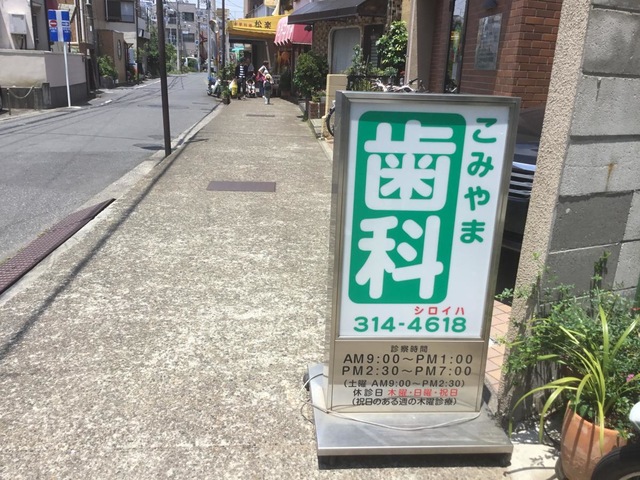 こみやま
歯科
シロイハ
314-4618
診察時間
AM9:00〜PM1:00
PM2:30〜PM7:00
(土曜 AM9:00〜PM2:30)
休診日 木曜・日曜・祝日
(祝日のある週の木曜診療)
松楽